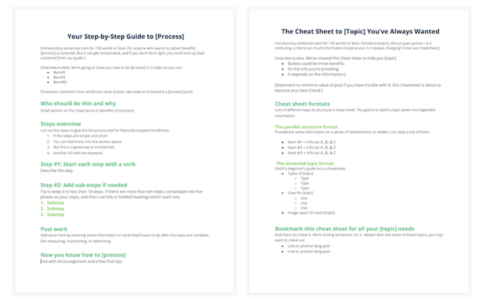 Your Step-by-Step Guide to [Process]
[Introductory sentences (aim for 100 words or less). For anyone who wants to [attain benefit],
[process] is essential. But it can get complicated, and if you don't do it right, you could end up [bad
outcome] Enter: our guide.]
[Overview bullets: We're going to show you how to do [process] in X steps so you can:
Benefit
Benefit
Benefit
[Transition statement that reinforces value of post, like read on to become a [process] pro!]
Who should do this and why
Small section on the importance or benefits of [process].
Steps overview
List out the steps to give the full picture and for featured snippet friendliness.
1. If the steps are simple and short
2. You can fold them into the section above
3. But this is a good way to incorporate
4. Another H2 with the keyword
Step #1: Start each step with a verb
Describe the step
Step #2: Add sub-steps if needed
Try to keep it to less than 10 steps. If there are more than ten steps, consolidate into five
phases as your steps, and then use H3s or bolded headings within each one
1. Substep
2. Substep
3. Substep
Post work
Add value here by covering some information on what they'll want to do after the steps are complete,
like measuring, maintaining, or optimizing.
Now you know how to [process]
End with encouragement and a few final tips
The Cheat Sheet to [Topic] You've Always Wanted
Introductory sentences (aim for 100 words or less). Introduce [topic], discuss pain points—is it
confusing, is there too much information to parse out, is it always changing? Enter: our cheatsheet.]
[Overview bullets: We've created this cheat sheet to help you [topic].
Bullets could be three benefits.
Or the info you're providing.
It depends on the information.]
[Statement to reinforce value of post If you have trouble with it, this cheatsheet is about to
become your best friend.]
Cheat sheet formats
Lots of different ways to structure a cheat sheet. The goal is to distill a topic down into digestible
information.
The parallel structure format
Provide the same information on a series of related terms so readers can keep track of them.
Item #1 + info on A, B, & C
Item #2 + info on A, B, & C
Item #3 + info on A, B, & C
The dissected topic format
(Such a beginner's guide into a cheatsheet
Types of [topic]
Type
Type
Type
Uses for [topic]
Use
Use
Use
Image specs for each [topic]
Bookmark this cheat sheet for all your [topic] needs
And there you have it. More closing sentences. For a deeper dive into some of these topics, you may
want to check out
Link to another blog post
Link to another blog post